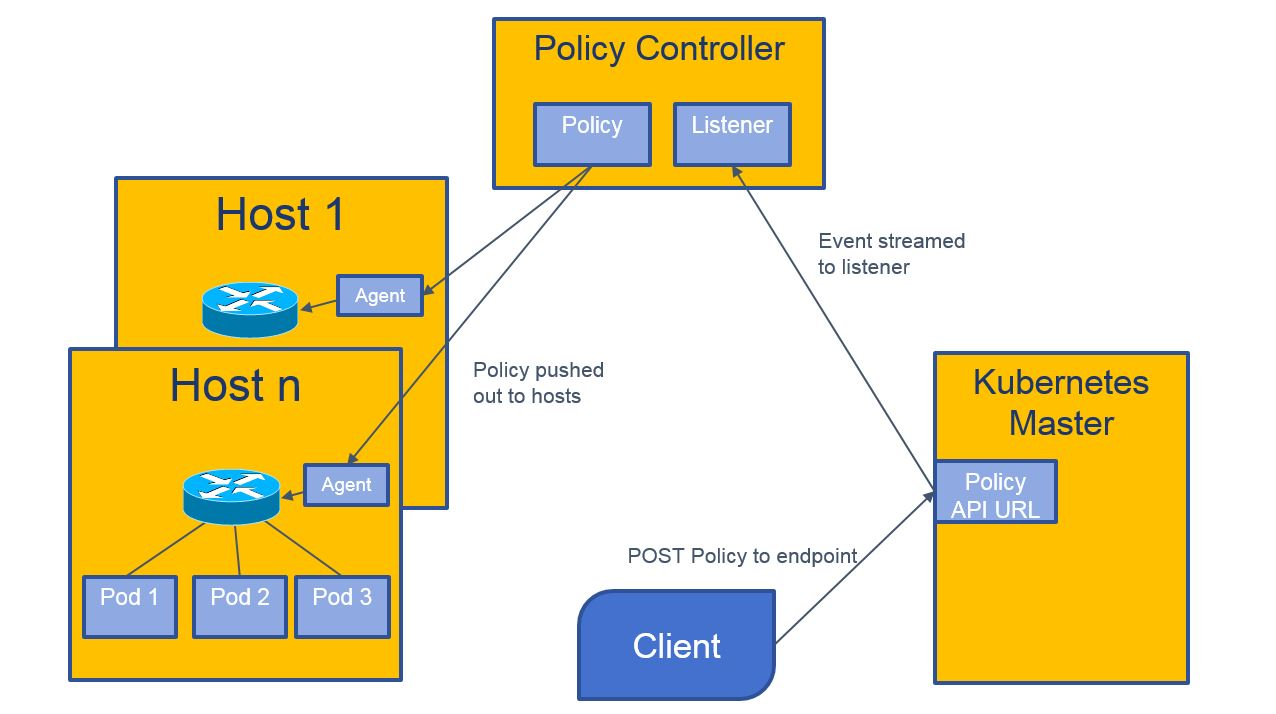 Policy Controller
Policy
Listener
Host 1
Agent
Event streamed
to listener
Host n
Policy pushed
out to hosts
Kubernetes
Master
Agent
Policy
API URL
POST Policy to endpoint
Pod 1
Pod 2
Pod 3
Client